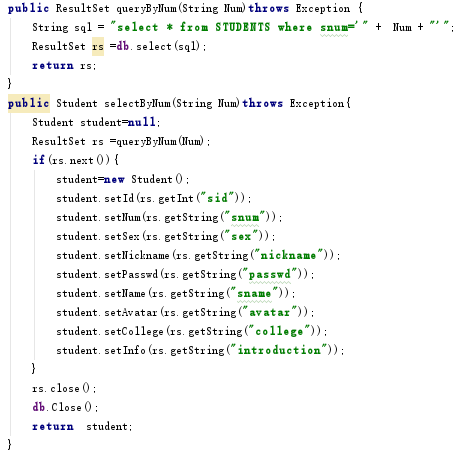 public ResultSet queryByNum(String Num)throws Exception {
    String sql = "select * from STUDENTS where snum='" + Num + "'";
    ResultSet rs =db.select(sql);
    return rs;
}
public Student selectByNum(String Num)throws Exception{
    Student student=null;
    ResultSet rs =queryByNum(Num);
    if(rs.next()){
        student=new Student();
        student.setId(rs.getInt("sid"));
        student.setNum(rs.getString("snum"));
        student.setSex(rs.getString("sex"));
        student.setNickname(rs.getString("nickname"));
        student.setPasswd(rs.getString("passwd"));
        student.setName(rs.getString("sname"));
        student.setAvatar(rs.getString("avatar"));
        student.setCollege(rs.getString("college"));
        student.setInfo(rs.getString("introduction"));
    }
    rs.close();
    db.Close();
    return  student;
}